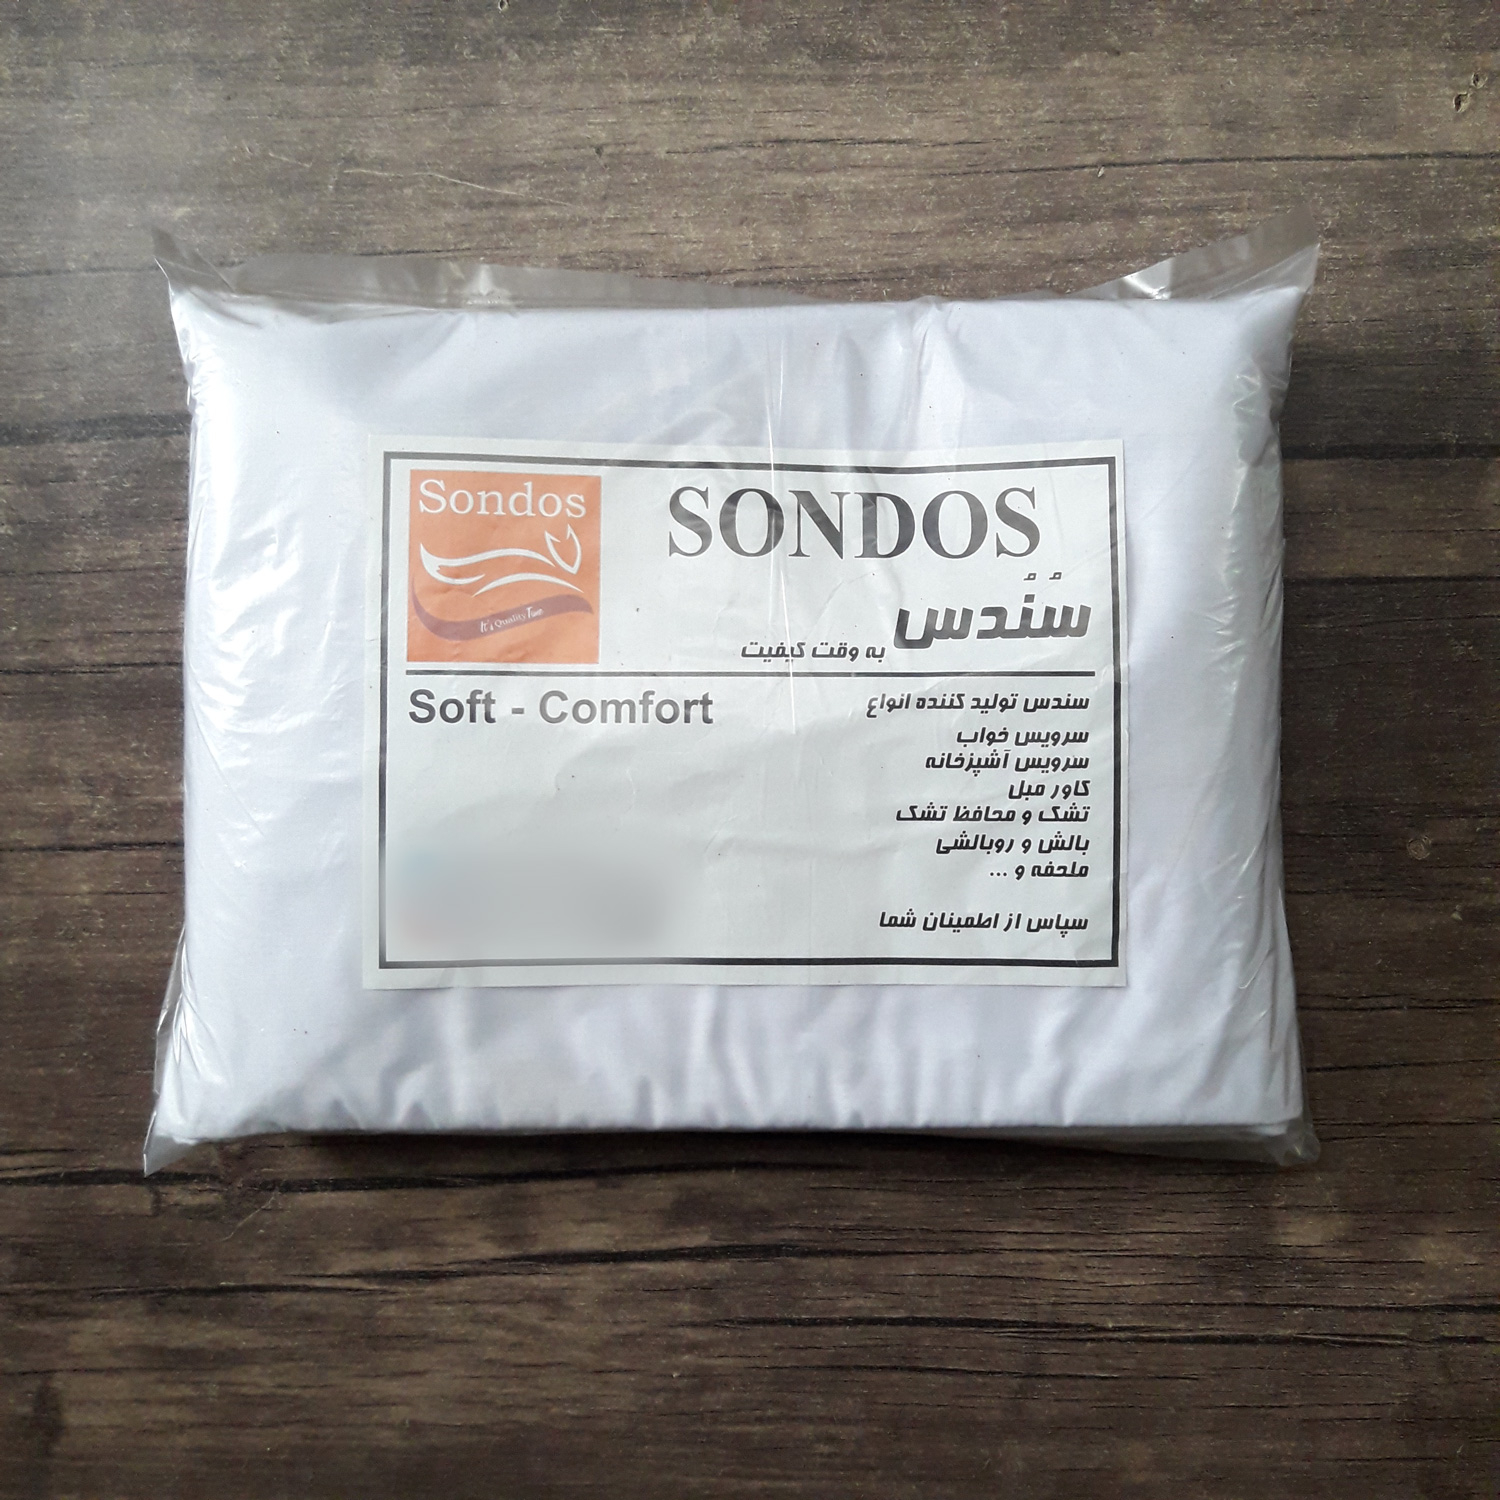 Sondos
It's Quality Time
SONDOS
سُندُس
به وقت کیفیت
Soft - Comfort
سندس تولید کننده انواع
سرویس خواب
سرویس آشپزخانه
کاور مبل
تشک و محافظ تشک
بالش و روبالشی
ملحفه و ...
سپاس از اطمینان شما